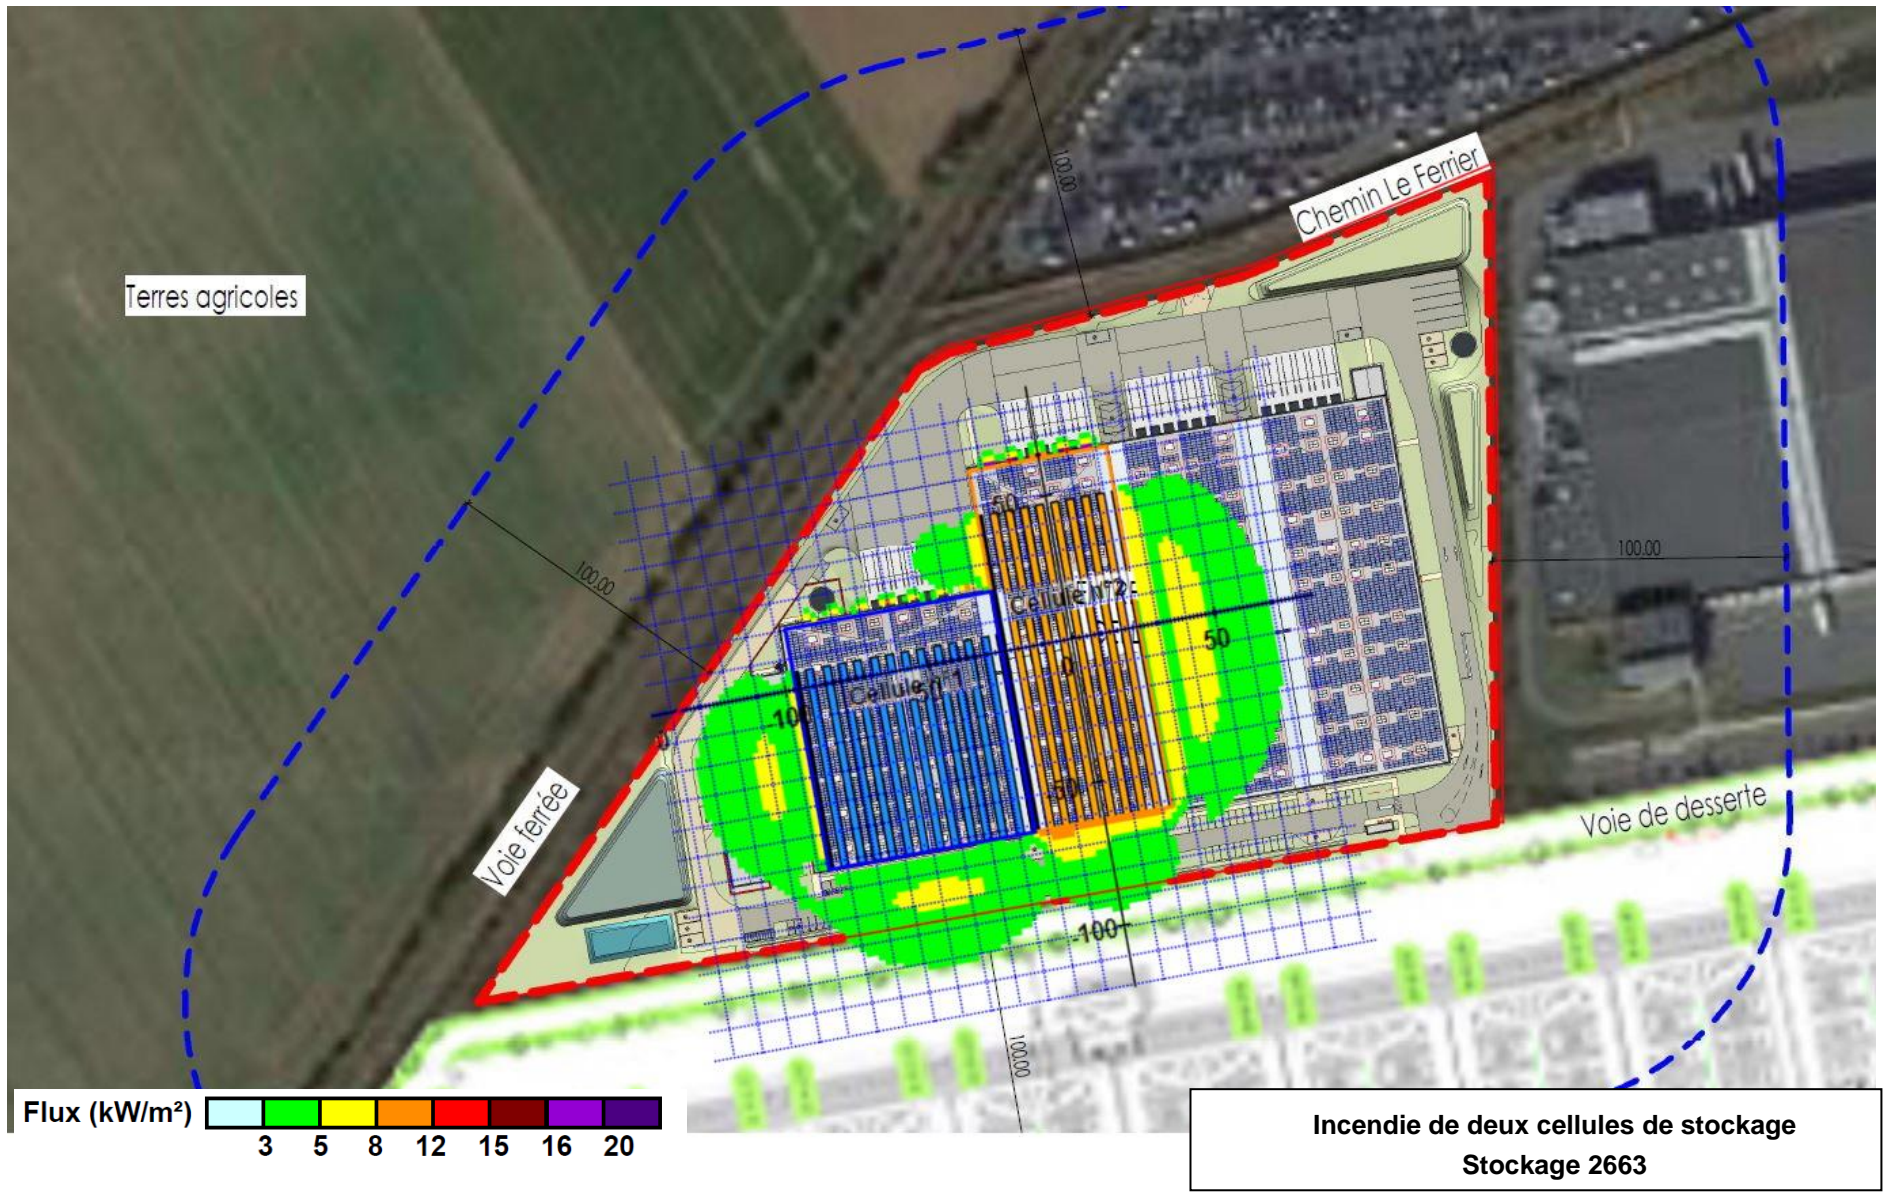 Chemin Le Ferrier
100.00
Terres agricoles
100.00
100.00
50
Cellule n°2
50
0
Cellule n°1
-100
0
-50
Voie ferrée
Voie de desserte
-100
100.00
Flux (kW/m²)
3 5 8 12 15 16 20
Incendie de deux cellules de stockage
Stockage 2663